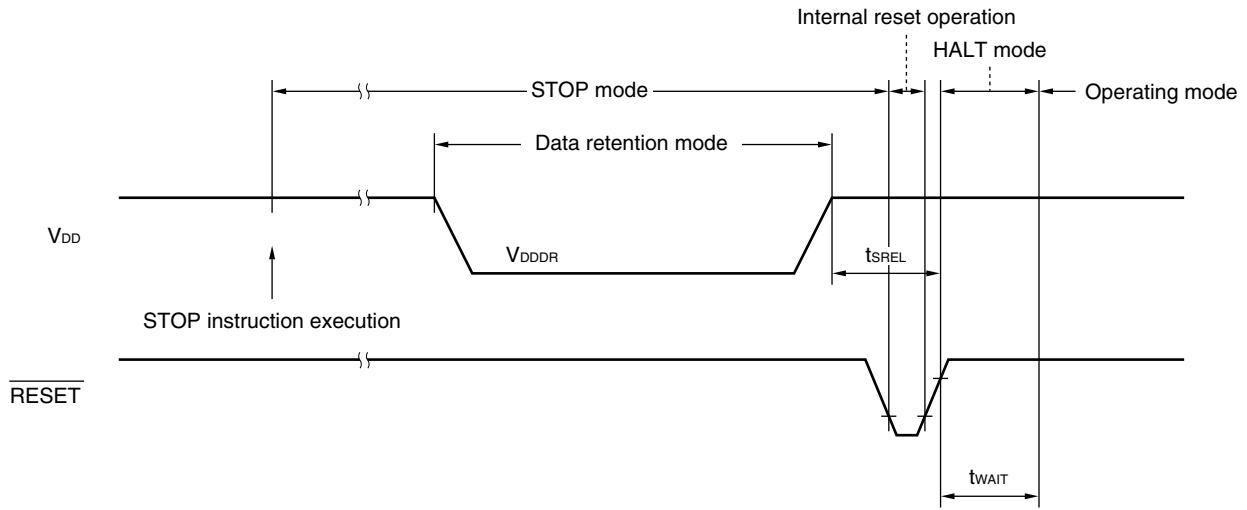 Internal reset operation
HALT mode
STOP mode
Operating mode
Data retention mode
VDD
VDDDR
tSREL
STOP instruction execution
RESET
tWAIT